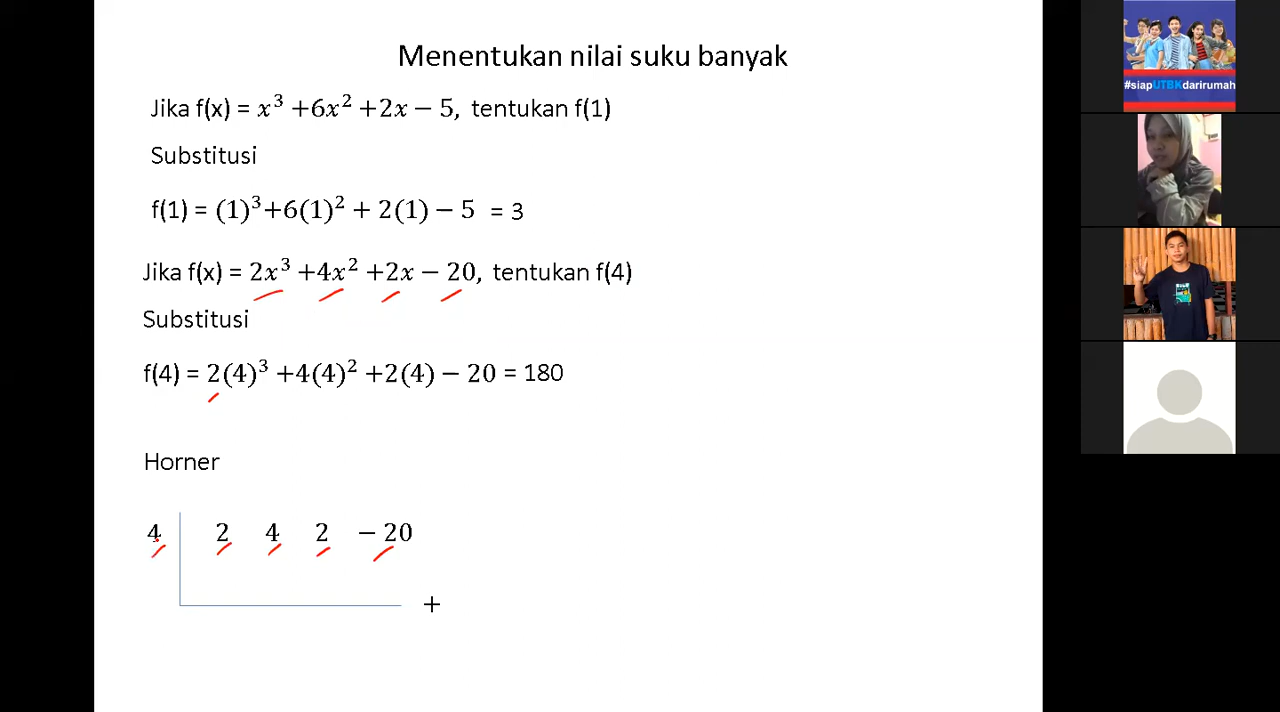 Menentukan nilai suku banyak
Jika f(x) = x³ +6x² +2x − 5, tentukan f(1)
Substitusi
f(1) = (1)³+6(1)² + 2(1) − 5 = 3
Jika f(x) = 2x³ +4x² +2x − 20, tentukan f(4)
Substitusi
f(4) = 2(4)³ +4(4)² +2(4) − 20 = 180
Horner
4 2 4 2 − 20
+
#siapUTBKdarirumah